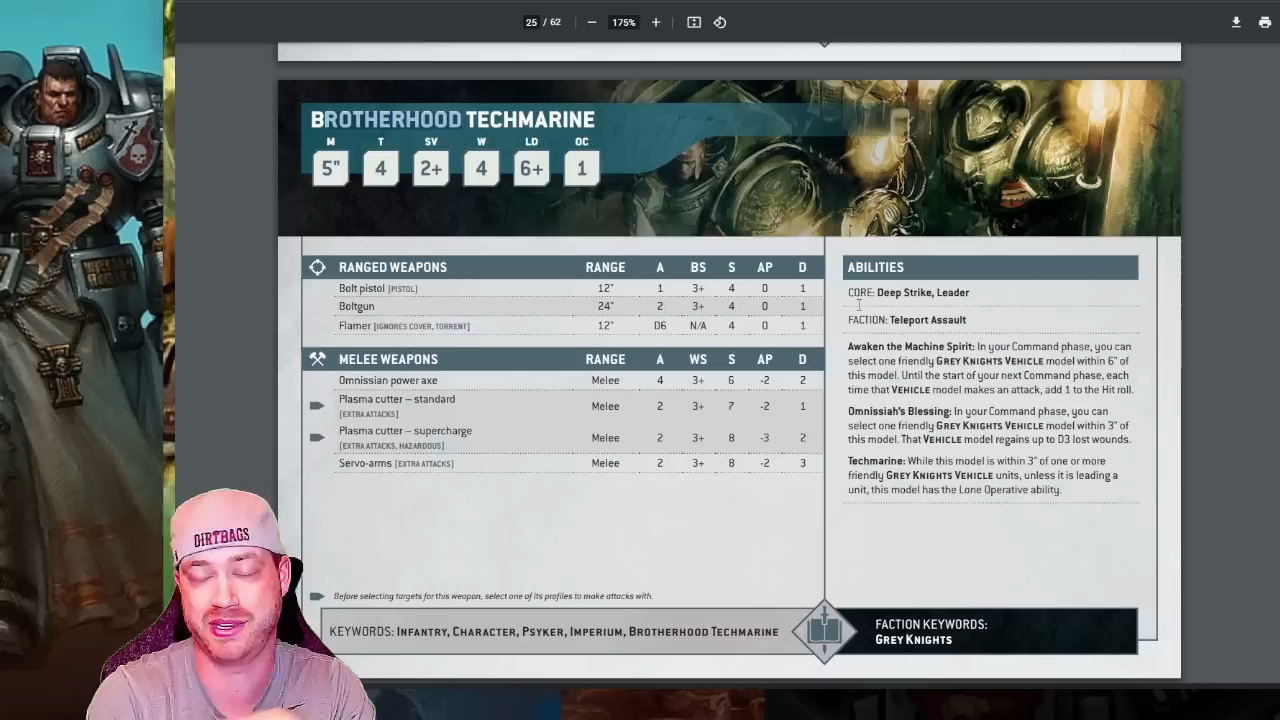 25 / 62
175%
BROTHERHOOD TECHMARINE
M T SV W LD OC
5" 4 2+ 4 6+ 1
RANGED WEAPONS RANGE A BS S AP D
Bolt pistol [PISTOL] 12" 1 3+ 4 0 1
Boltgun 24" 2 3+ 4 0 1
Flamer [IGNORES COVER, TORRENT] 12" D6 N/A 4 0 1
MELEE WEAPONS RANGE A WS S AP D
Omnissian power axe Melee 4 3+ 6 -2 2
Plasma cutter – standard
[EXTRA ATTACKS] Melee 2 3+ 7 -2 1
Plasma cutter – supercharge
[EXTRA ATTACKS, HAZARDOUS] Melee 2 3+ 8 -3 2
Servo-arms [EXTRA ATTACKS] Melee 2 3+ 8 -2 3
Before selecting targets for this weapon, select one of its profiles to make attacks with.
ABILITIES
CORE: Deep Strike, Leader
FACTION: Teleport Assault
Awaken the Machine Spirit: In your Command phase, you can
select one friendly GREY KNIGHTS VEHICLE model within 6" of
this model. Until the start of your next Command phase, each
time that VEHICLE model makes an attack, add 1 to the Hit roll.
Omnissiah's Blessing: In your Command phase, you can
select one friendly GREY KNIGHTS VEHICLE model within 3" of
this model. That VEHICLE model regains up to D3 lost wounds.
Techmarine: While this model is within 3" of one or more
friendly GREY KNIGHTS VEHICLE units, unless it is leading a
unit, this model has the Lone Operative ability.
KEYWORDS: INFANTRY, CHARACTER, PSYKER, IMPERIUM, BROTHERHOOD TECHMARINE
FACTION KEYWORDS:
GREY KNIGHTS
DIRTBAGS